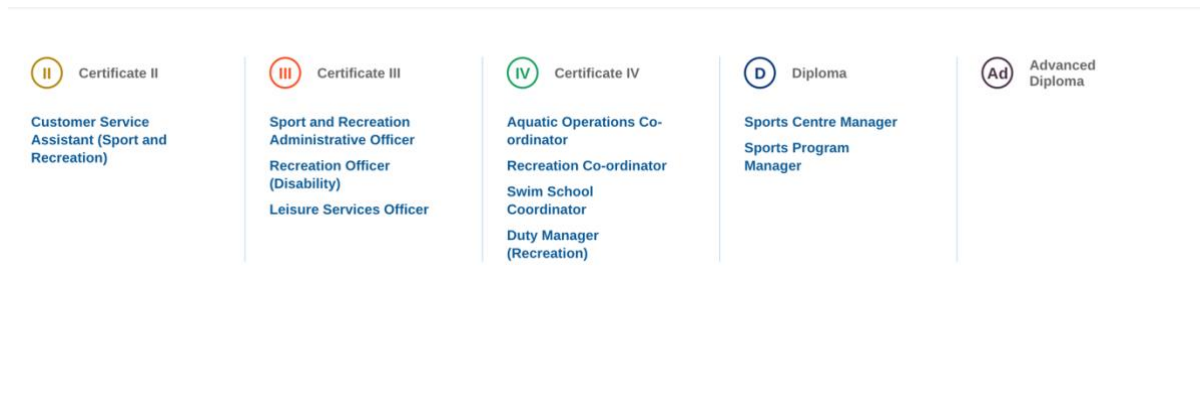 II Certificate II
Customer Service
Assistant (Sport and
Recreation)
III Certificate III
Sport and Recreation
Administrative Officer
Recreation Officer
(Disability)
Leisure Services Officer
IV Certificate IV
Aquatic Operations Co-
ordinator
Recreation Co-ordinator
Swim School
Coordinator
Duty Manager
(Recreation)
D Diploma
Sports Centre Manager
Sports Program
Manager
Ad Advanced
Diploma